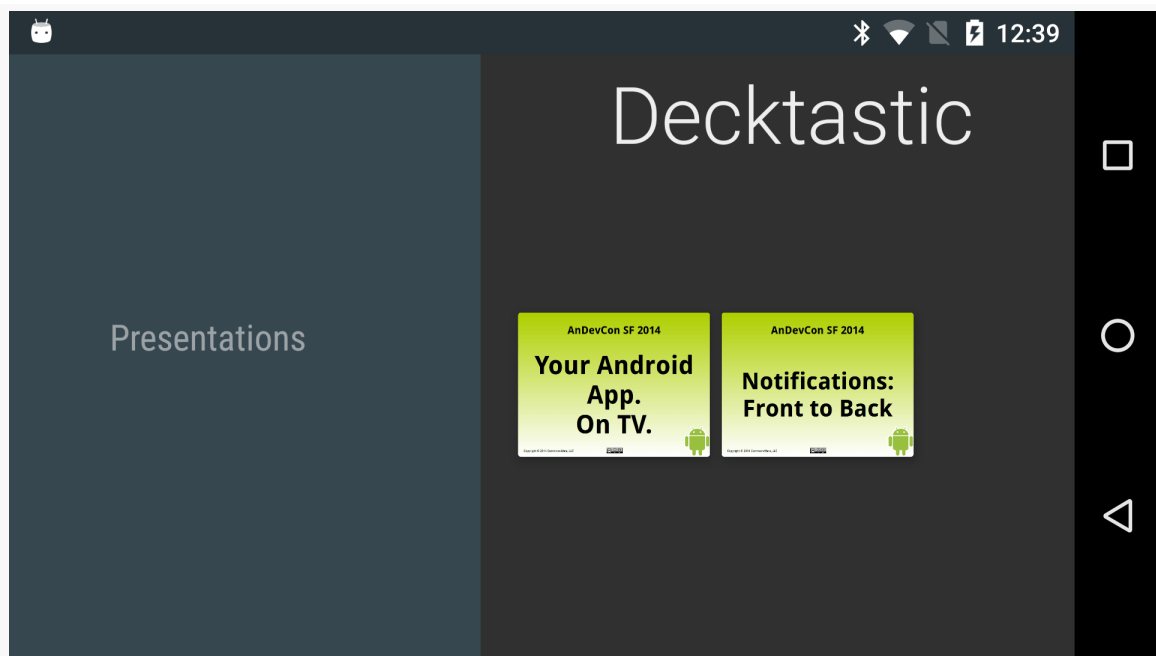 12:39
Decktastic
Presentations
AnDevCon SF 2014
Your Android
App.
On TV.
AnDevCon SF 2014
Notifications:
Front to Back